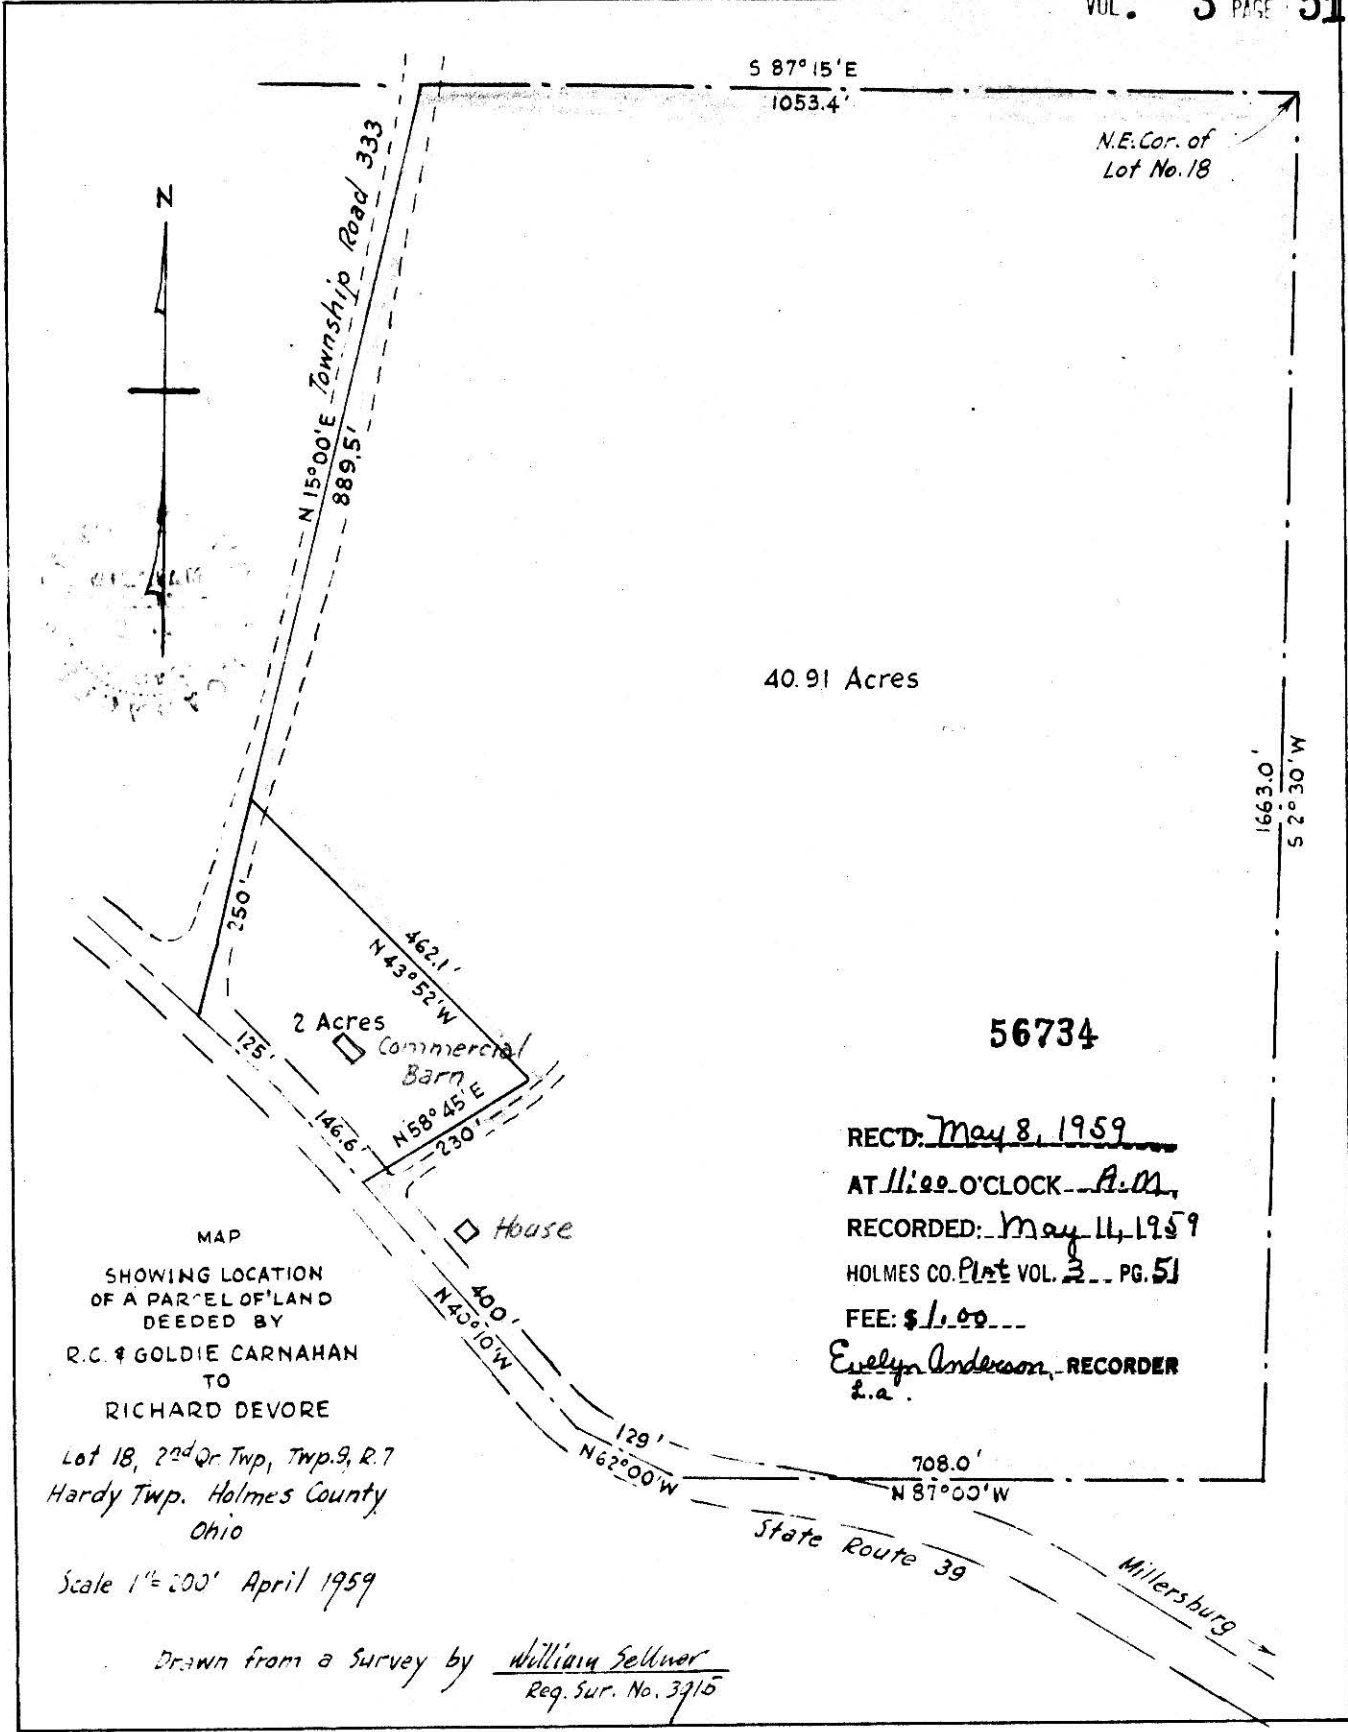 VOL. 3 PAGE 51
S 87° 15' E
1053.4'
N.E. Cor. of
Lot No. 18
N
N 15° 00' E Township Road 333
889.5'
40.91 Acres
1663.0'
S 2° 30' W
250'
462.1'
N 43° 52' W
2 Acres
Commercial
Barn
125'
146.6'
N 58° 45' E
230'
House
400'
N 40° 10' W
129'
N 62° 00' W
708.0'
N 87° 00' W
State Route 39
Millersburg
56734
REC'D: May 8, 1959
AT 11:00 O'CLOCK A.M.
RECORDED: May 11, 1959
HOLMES CO. Plat VOL. 3 PG. 51
FEE: $1.00
Evelyn Anderson, RECORDER
L.a.
MAP
SHOWING LOCATION
OF A PARCEL OF LAND
DEEDED BY
R.C. & GOLDIE CARNAHAN
TO
RICHARD DEVORE
Lot 18, 2nd Qr. Twp, Twp. 9, R. 7
Hardy Twp. Holmes County
Ohio
Scale 1"=200' April 1959
Drawn from a Survey by William Sellner
Reg. Sur. No. 3915